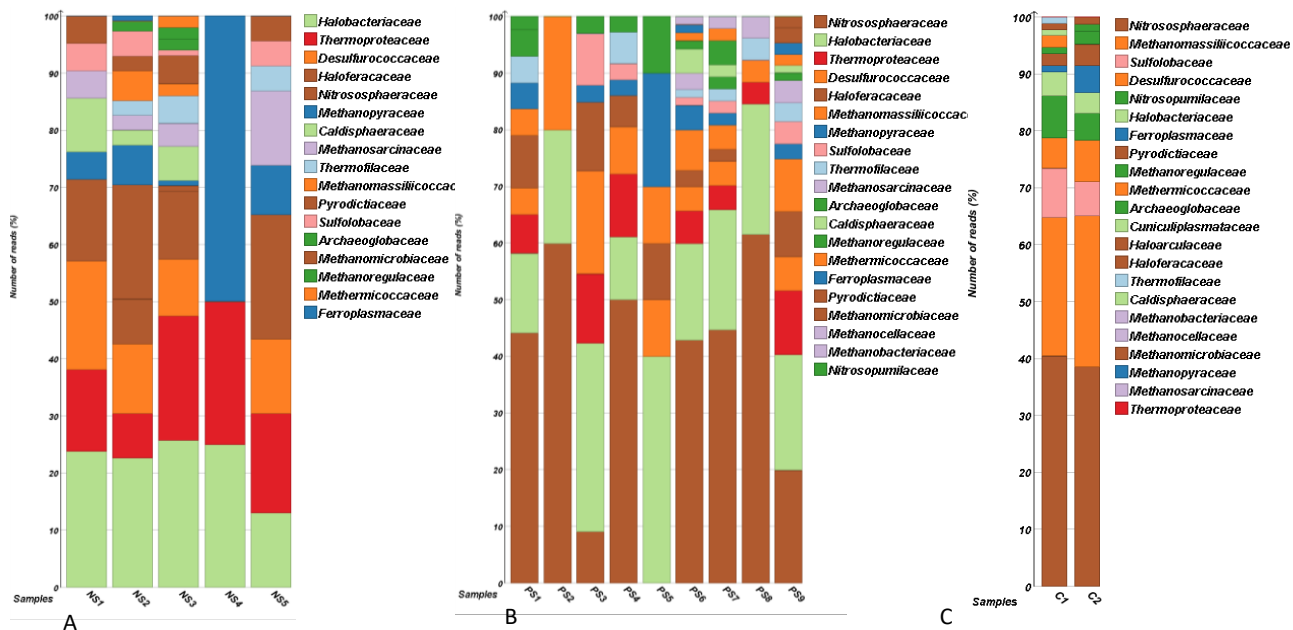 Number of reads (%)
100
90
80
70
60
50
40
30
20
10
0
Samples
NS1
NS2
NS3
NS4
NS5
Halobacteriaceae
Thermoproteaceae
Desulfurococcaceae
Haloferacaceae
Nitrososphaeraceae
Methanopyraceae
Caldisphaeraceae
Methanosarcinaceae
Thermofilaceae
Methanomassiliicoccac
Pyrodictiaceae
Sulfolobaceae
Archaeoglobaceae
Methanomicrobiaceae
Methanoregulaceae
Methermicoccaceae
Ferroplasmaceae
A
Number of reads (%)
100
90
80
70
60
50
40
30
20
10
0
Samples
PS1
PS2
PS3
PS4
PS5
PS6
PS7
PS8
PS9
Nitrososphaeraceae
Halobacteriaceae
Thermoproteaceae
Desulfurococcaceae
Haloferacaceae
Methanomassiliicoccac
Methanopyraceae
Sulfolobaceae
Thermofilaceae
Methanosarcinaceae
Archaeoglobaceae
Caldisphaeraceae
Methanoregulaceae
Methermicoccaceae
Ferroplasmaceae
Pyrodictiaceae
Methanomicrobiaceae
Methanocellaceae
Methanobacteriaceae
Nitrosopumilaceae
B
Number of reads (%)
100
90
80
70
60
50
40
30
20
10
0
Samples
C1
C2
Nitrososphaeraceae
Methanomassiliicoccaceae
Sulfolobaceae
Desulfurococcaceae
Nitrosopumilaceae
Halobacteriaceae
Ferroplasmaceae
Pyrodictiaceae
Methanoregulaceae
Methermicoccaceae
Archaeoglobaceae
Cuniculiplasmataceae
Haloarculaceae
Haloferacaceae
Thermofilaceae
Caldisphaeraceae
Methanobacteriaceae
Methanocellaceae
Methanomicrobiaceae
Methanopyraceae
Methanosarcinaceae
Thermoproteaceae
C